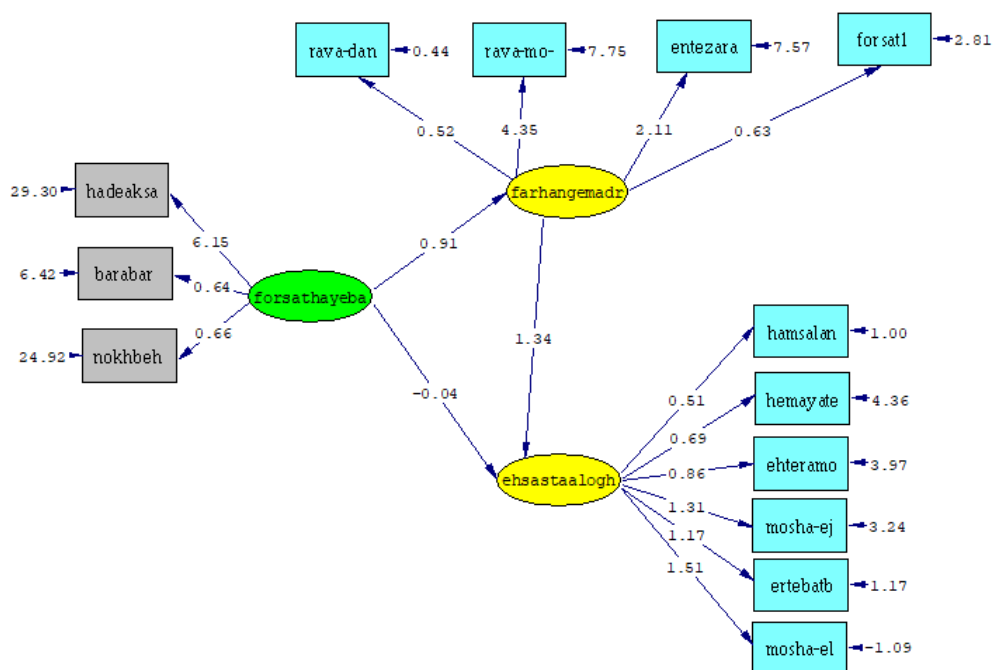 rava-dan
0.44
rava-mo-
7.75
entezara
7.57
forsat1
2.81
0.52
4.35
2.11
0.63
29.30
hadeaksa
farhangemadr
6.15
0.91
6.42
barabar
0.64
forsathayeba
24.92
nokhbeh
0.66
1.34
-0.04
hamsalan
1.00
0.51
hemayate
4.36
0.69
ehsastaalogh
0.86
ehteramo
3.97
1.31
mosha-ej
3.24
1.17
ertebatb
1.17
1.51
mosha-el
-1.09